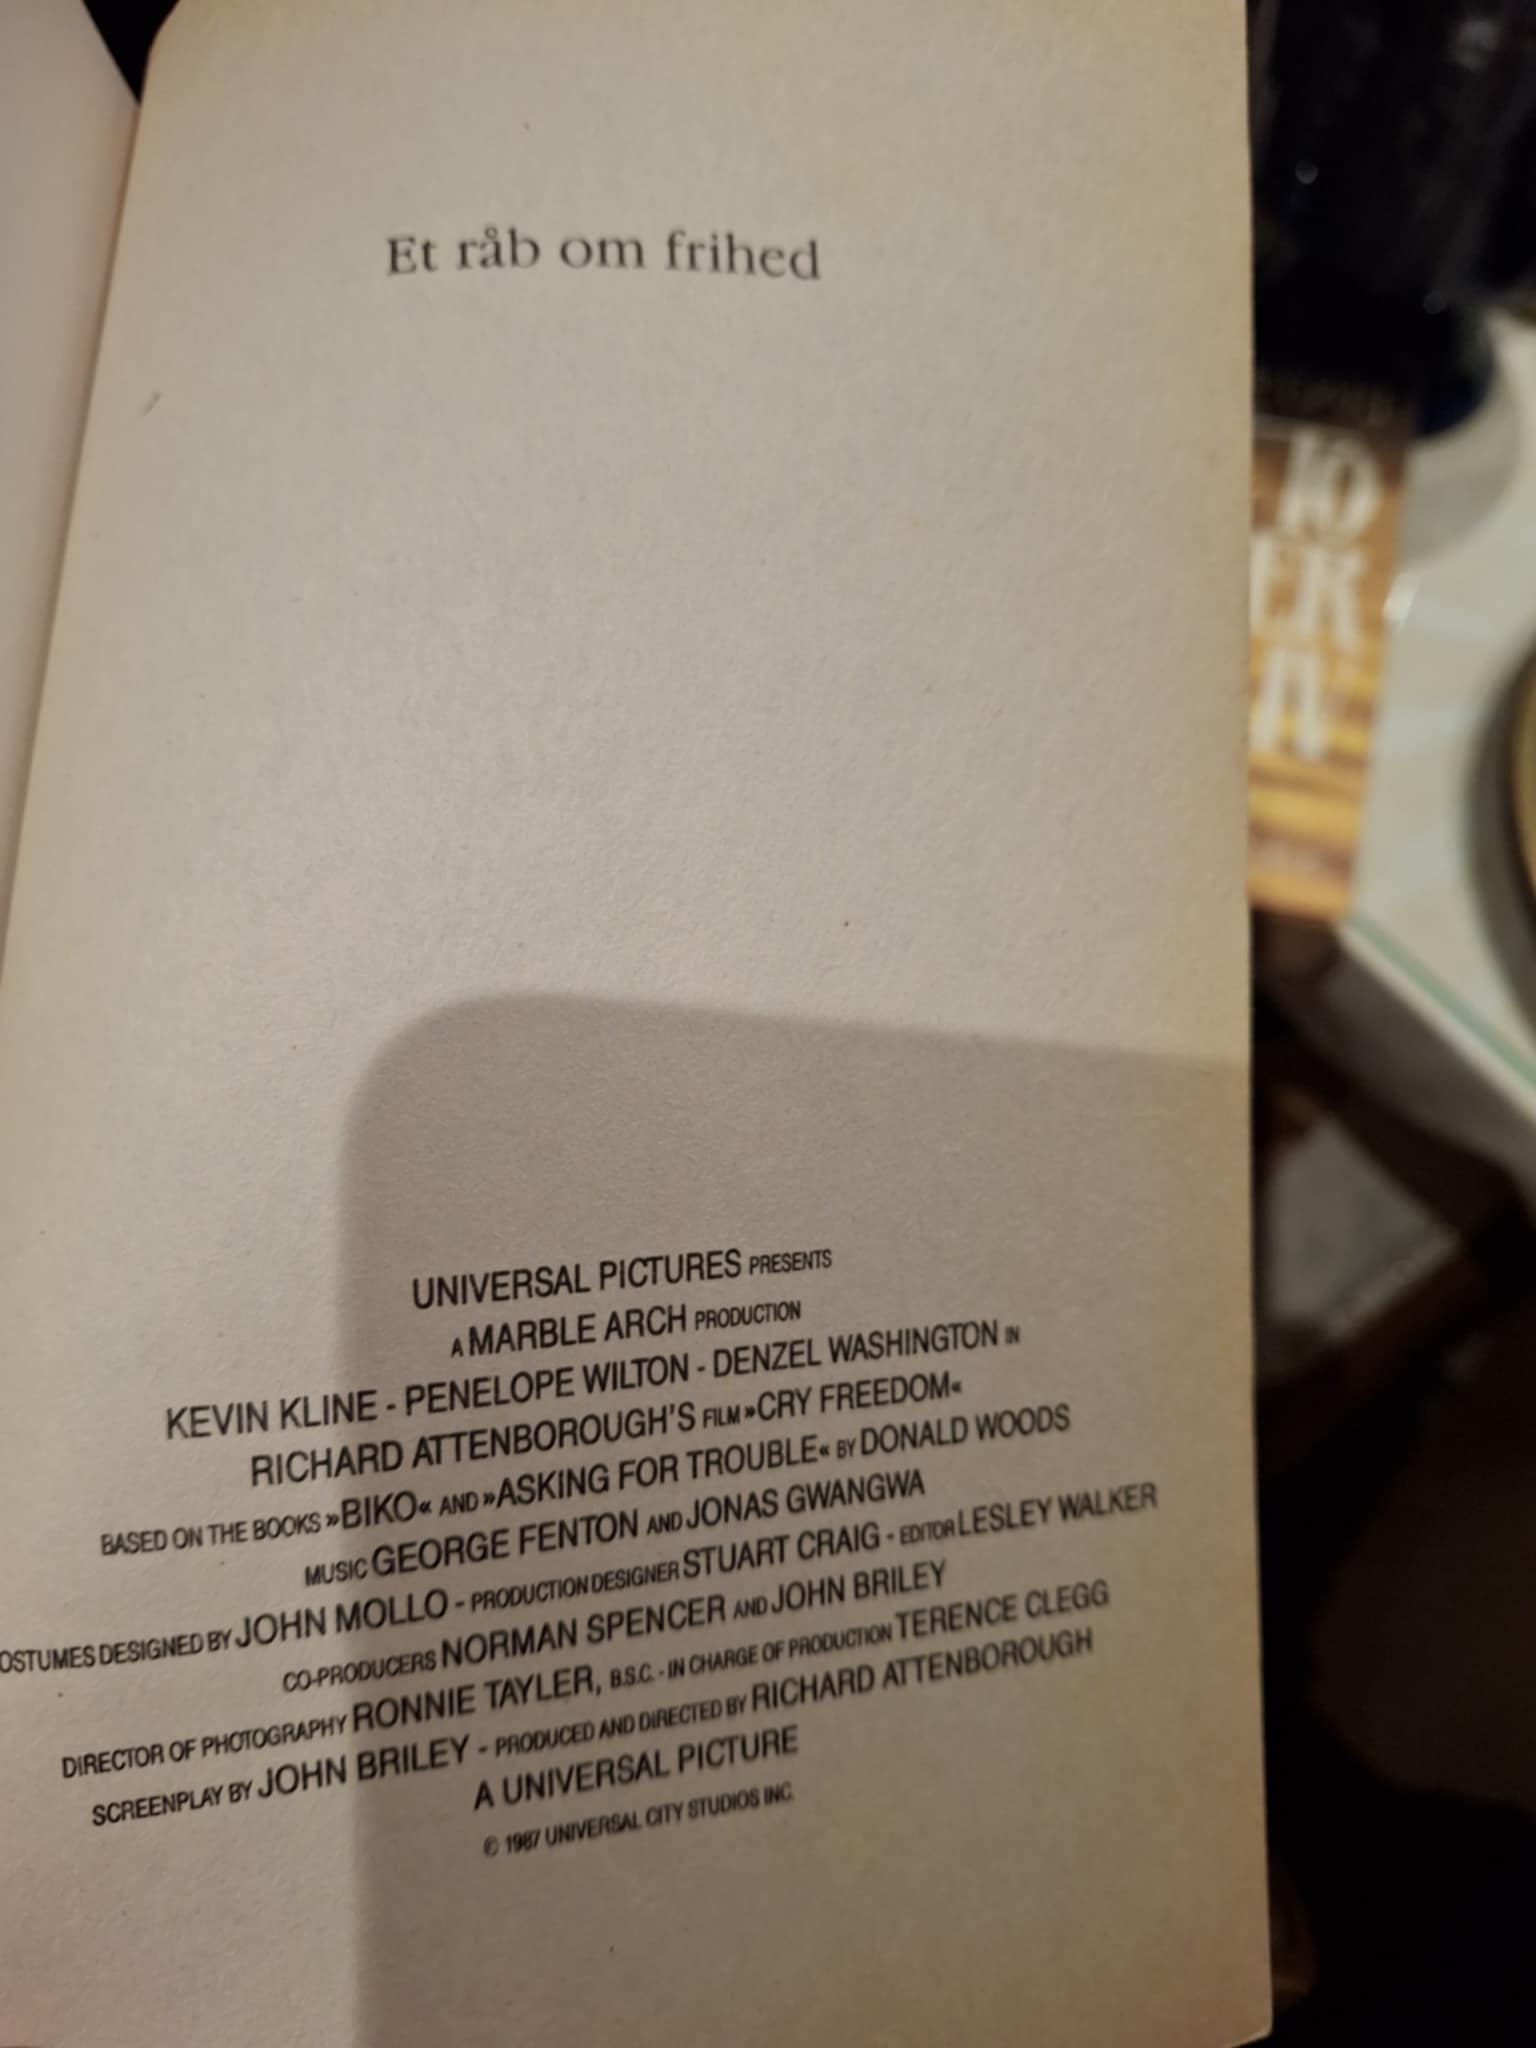 Et råb om frihed
UNIVERSAL PICTURES PRESENTS
A MARBLE ARCH PRODUCTION
KEVIN KLINE - PENELOPE WILTON - DENZEL WASHINGTON IN
RICHARD ATTENBOROUGH'S FILM »CRY FREEDOM«
BASED ON THE BOOKS »BIKO« AND »ASKING FOR TROUBLE« BY DONALD WOODS
MUSIC GEORGE FENTON AND JONAS GWANGWA
OSTUMES DESIGNED BY JOHN MOLLO - PRODUCTION DESIGNER STUART CRAIG - EDITOR LESLEY WALKER
CO-PRODUCERS NORMAN SPENCER AND JOHN BRILEY
DIRECTOR OF PHOTOGRAPHY RONNIE TAYLER, B.S.C. - IN CHARGE OF PRODUCTION TERENCE CLEGG
SCREENPLAY BY JOHN BRILEY - PRODUCED AND DIRECTED BY RICHARD ATTENBOROUGH
A UNIVERSAL PICTURE
© 1987 UNIVERSAL CITY STUDIOS INC.